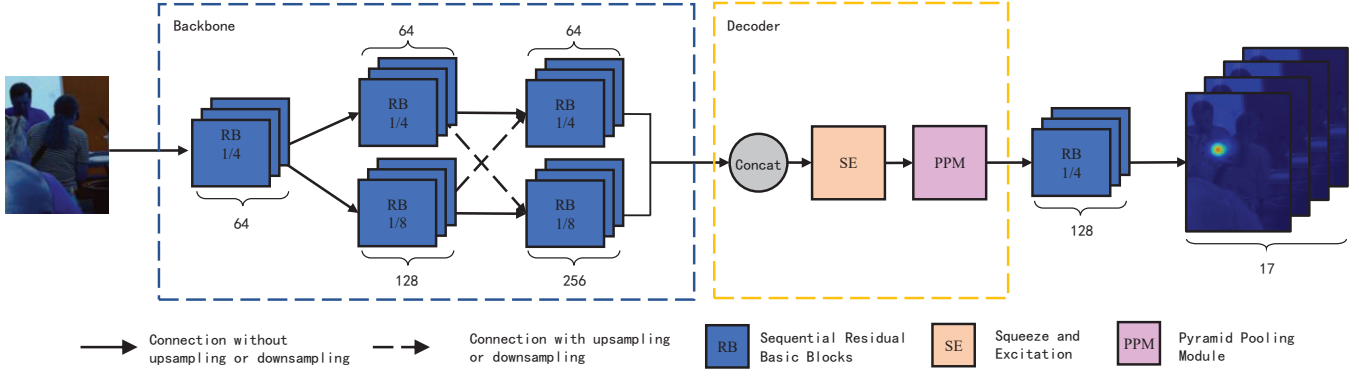 Backbone
Decoder
64
64
RB
1/4
RB
1/4
RB
1/4
64
RB
1/8
RB
1/8
128
256
Concat
SE
PPM
RB
1/4
128
17
Connection without
upsampling or downsampling
Connection with upsampling
or downsampling
RB
Sequential Residual
Basic Blocks
SE
Squeeze and
Excitation
PPM
Pyramid Pooling
Module